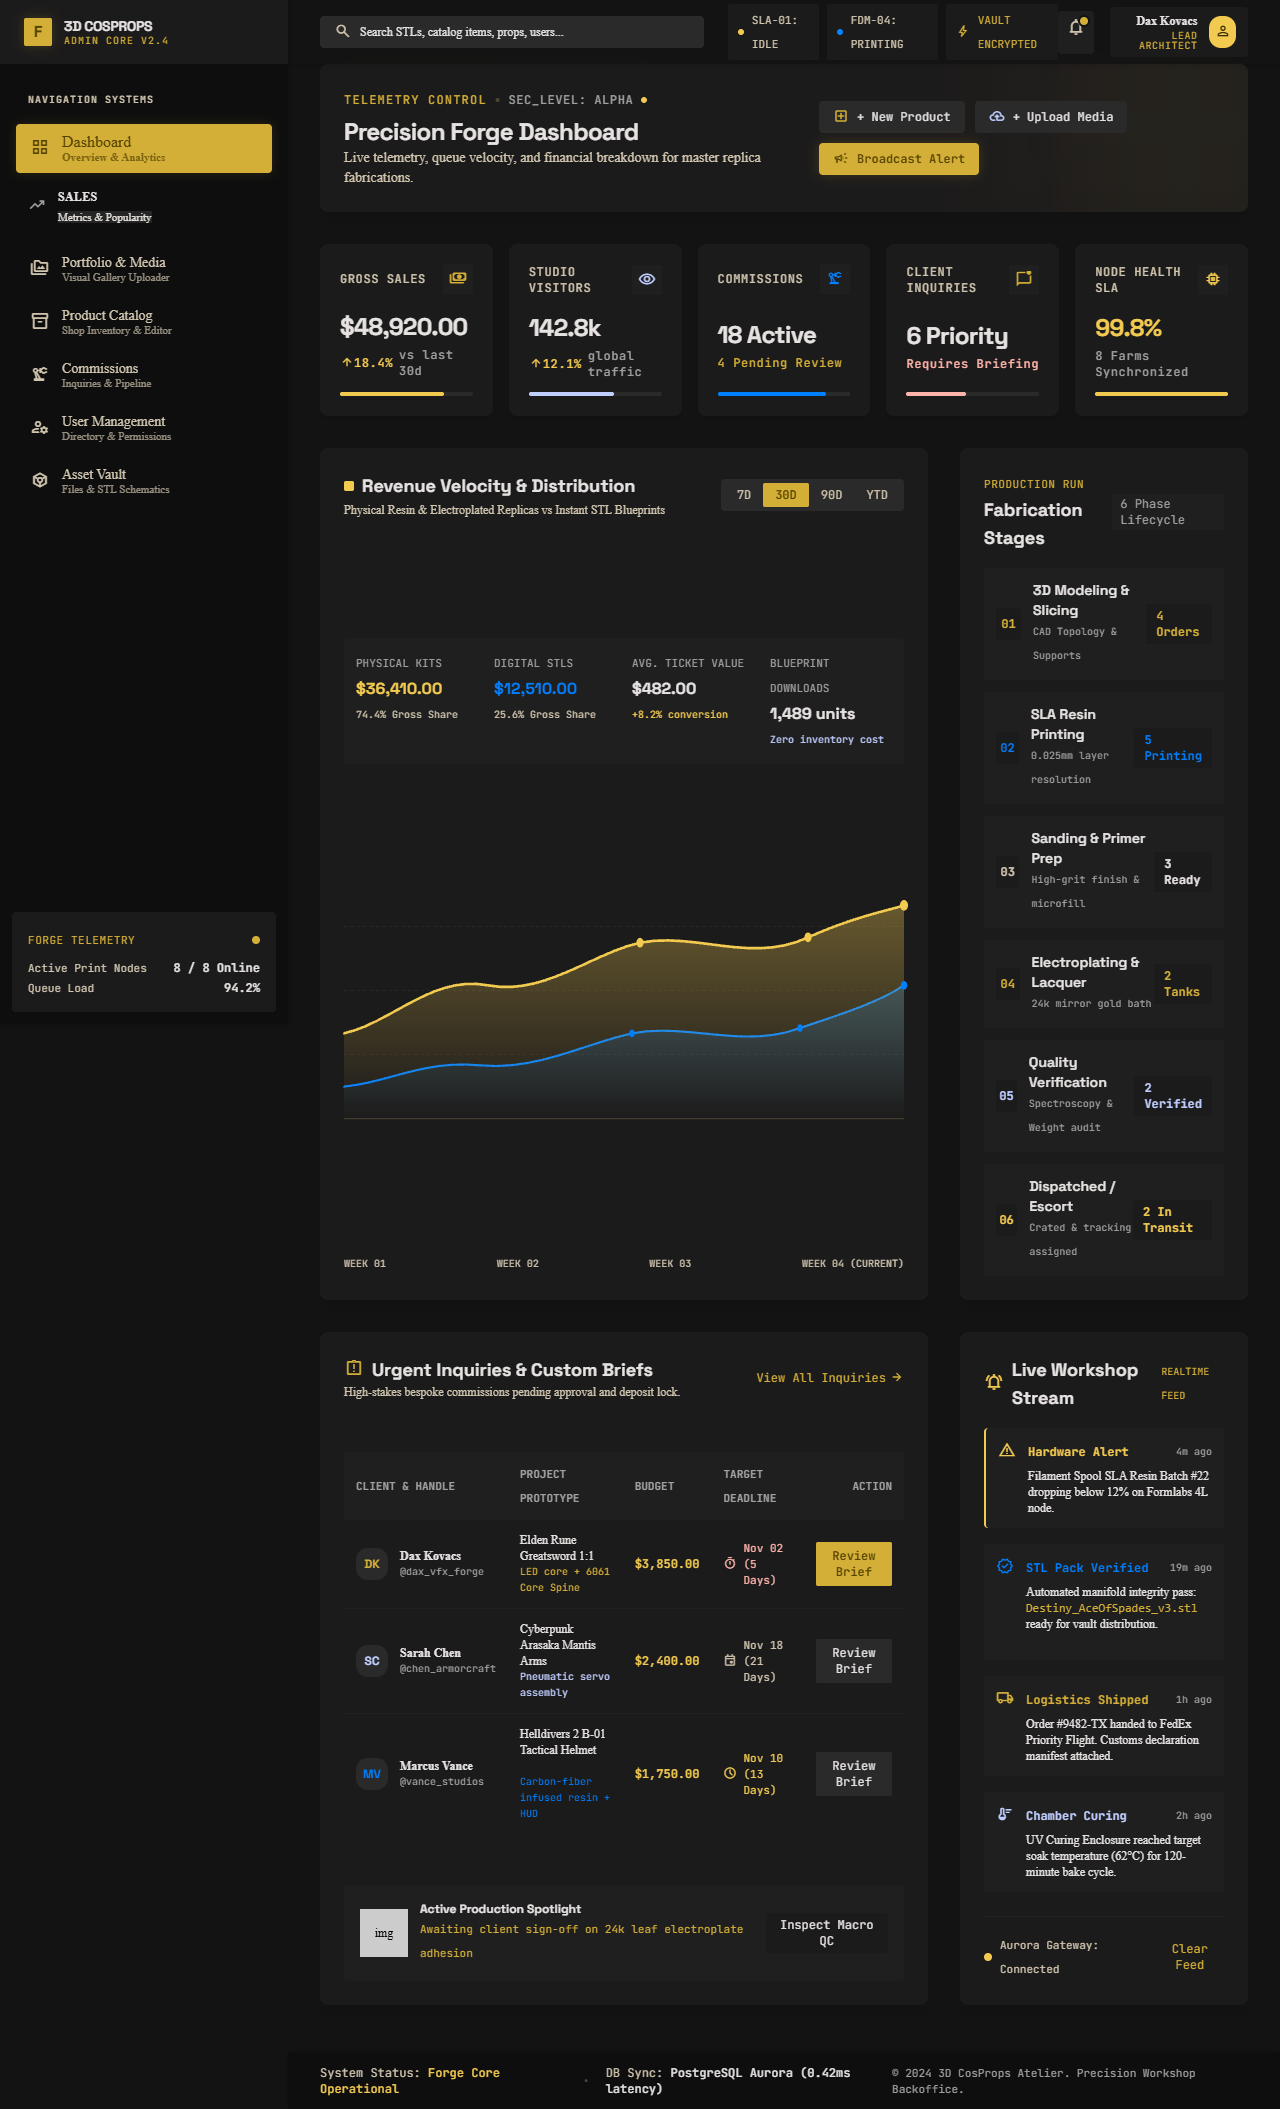 F
3D COSPROPS
ADMIN CORE V2.4
Search STLs, catalog items, props, users...
SLA-01:
IDLE
FDM-04:
PRINTING
VAULT
ENCRYPTED
Dax Kovacs
LEAD
ARCHITECT
NAVIGATION SYSTEMS
Dashboard
Overview & Analytics
SALES
Metrics & Popularity
Portfolio & Media
Visual Gallery Uploader
Product Catalog
Shop Inventory & Editor
Commissions
Inquiries & Pipeline
User Management
Directory & Permissions
Asset Vault
Files & STL Schematics
FORGE TELEMETRY
Active Print Nodes
8 / 8 Online
Queue Load
94.2%
TELEMETRY CONTROL • SEC_LEVEL: ALPHA
Precision Forge Dashboard
Live telemetry, queue velocity, and financial breakdown for master replica
fabrications.
+ New Product
+ Upload Media
Broadcast Alert
GROSS SALES
$48,920.00
↑18.4% vs last
30d
STUDIO
VISITORS
142.8k
↑12.1% global
traffic
COMMISSIONS
18 Active
4 Pending Review
CLIENT
INQUIRIES
6 Priority
Requires Briefing
NODE HEALTH
SLA
99.8%
8 Farms
Synchronized
Revenue Velocity & Distribution
Physical Resin & Electroplated Replicas vs Instant STL Blueprints
7D
30D
90D
YTD
PHYSICAL KITS
$36,410.00
74.4% Gross Share
DIGITAL STLS
$12,510.00
25.6% Gross Share
AVG. TICKET VALUE
$482.00
+8.2% conversion
BLUEPRINT
DOWNLOADS
1,489 units
Zero inventory cost
WEEK 01
WEEK 02
WEEK 03
WEEK 04 (CURRENT)
PRODUCTION RUN
Fabrication
Stages
6 Phase
Lifecycle
01
3D Modeling &
Slicing
CAD Topology &
Supports
4
Orders
02
SLA Resin
Printing
0.025mm layer
resolution
5
Printing
03
Sanding & Primer
Prep
High-grit finish &
microfill
3
Ready
04
Electroplating &
Lacquer
24k mirror gold bath
2
Tanks
05
Quality
Verification
Spectroscopy &
Weight audit
2
Verified
06
Dispatched /
Escort
Crated & tracking
assigned
2 In
Transit
Urgent Inquiries & Custom Briefs
High-stakes bespoke commissions pending approval and deposit lock.
View All Inquiries →
CLIENT & HANDLE
PROJECT
PROTOTYPE
BUDGET
TARGET
DEADLINE
ACTION
DK
Dax Kovacs
@dax_vfx_forge
Elden Rune
Greatsword 1:1
LED core + 6061
Core Spine
$3,850.00
Nov 02
(5
Days)
Review
Brief
SC
Sarah Chen
@chen_armorcraft
Cyberpunk
Arasaka Mantis
Arms
Pneumatic servo
assembly
$2,400.00
Nov 18
(21
Days)
Review
Brief
MV
Marcus Vance
@vance_studios
Helldivers 2 B-01
Tactical Helmet
Carbon-fiber
infused resin +
HUD
$1,750.00
Nov 10
(13
Days)
Review
Brief
img
Active Production Spotlight
Awaiting client sign-off on 24k leaf electroplate
adhesion
Inspect Macro
QC
Live Workshop
Stream
REALTIME
FEED
Hardware Alert
4m ago
Filament Spool SLA Resin Batch #22
dropping below 12% on Formlabs 4L
node.
STL Pack Verified
19m ago
Automated manifold integrity pass:
Destiny_AceOfSpades_v3.stl
ready for vault distribution.
Logistics Shipped
1h ago
Order #9482-TX handed to FedEx
Priority Flight. Customs declaration
manifest attached.
Chamber Curing
2h ago
UV Curing Enclosure reached target
soak temperature (62°C) for 120-
minute bake cycle.
Aurora Gateway:
Connected
Clear
Feed
System Status: Forge Core
Operational
•
DB Sync: PostgreSQL Aurora (0.42ms
latency)
© 2024 3D CosProps Atelier. Precision Workshop
Backoffice.